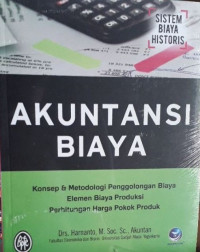 SISTEM
BIAYA
HISTORIS
AKUNTANSI
BIAYA
Konsep & Metodologi Penggolongan Biaya
Elemen Biaya Produksi
Perhitungan Harga Pokok Produk
Drs. Harnanto, M. Soc. Sc., Akuntan